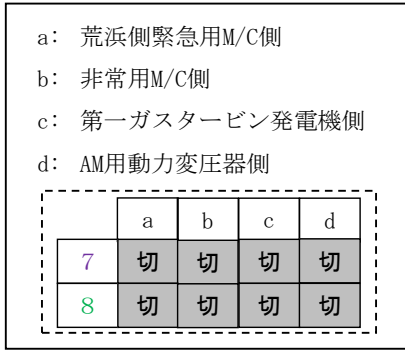 a: 荒浜側緊急用M/C側
b: 非常用M/C側
c: 第一ガスタービン発電機側
d: AM用動力変圧器側
a b c d
7 切 切 切 切
8 切 切 切 切